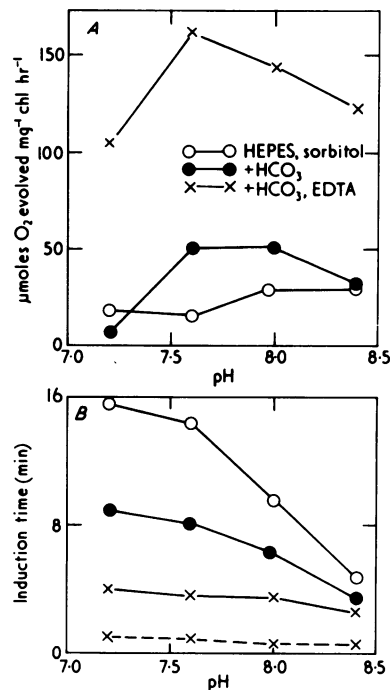 A
150
100
50
0
μmoles O₂ evolved mg⁻¹ chl hr⁻¹
HEPES, sorbitol
+HCO₃
+HCO₃, EDTA
7·0 7·5 8·0 8·5
pH
B
16
8
0
Induction time (min)
7·0 7·5 8·0 8·5
pH